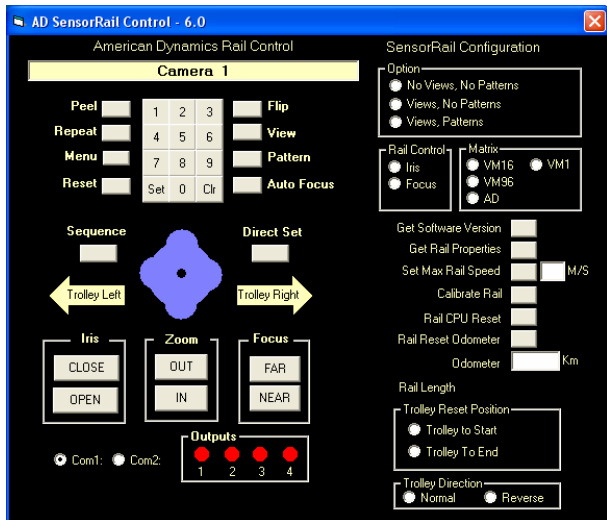 AD SensorRail Control - 6.0
American Dynamics Rail Control
Camera 1
Peel
1 2 3
Flip
Repeat
4 5 6
View
Menu
7 8 9
Pattern
Reset
Set 0 Clr
Auto Focus
Sequence
Direct Set
Trolley Left
Trolley Right
Iris
CLOSE
OPEN
Zoom
OUT
IN
Focus
FAR
NEAR
Com1: Com2:
Outputs
1 2 3 4
SensorRail Configuration
Option
No Views, No Patterns
Views, No Patterns
Views, Patterns
Rail Control
Iris
Focus
Matrix
VM16 VM1
VM96
AD
Get Software Version
Get Rail Properties
Set Max Rail Speed M/S
Calibrate Rail
Rail CPU Reset
Rail Reset Odometer
Odometer Km
Rail Length
Trolley Reset Position
Trolley to Start
Trolley To End
Trolley Direction
Normal Reverse